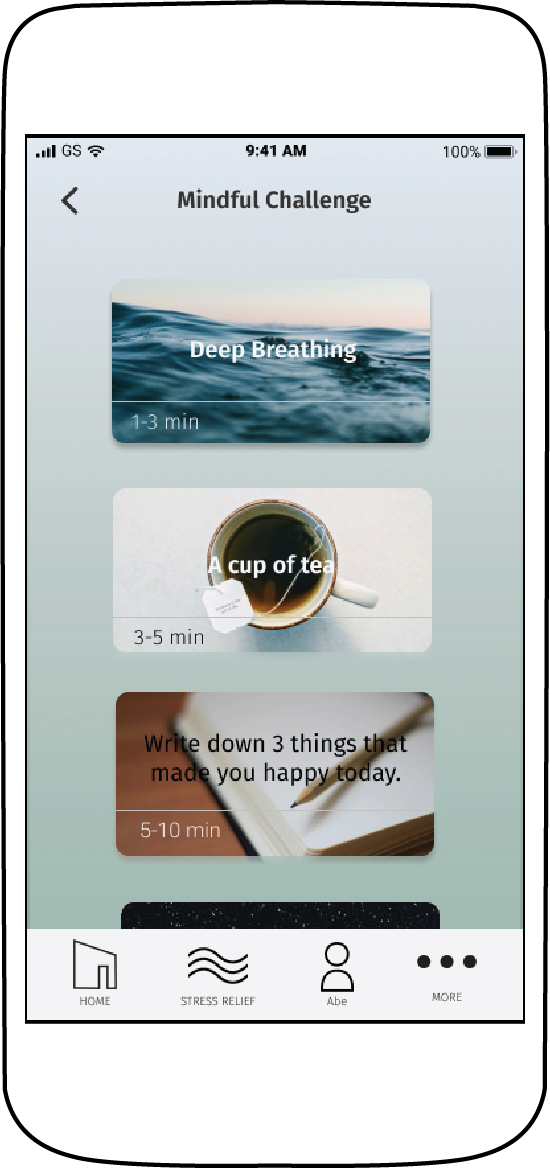 GS 9:41 AM 100%
Mindful Challenge
Deep Breathing
1-3 min
A cup of tea
3-5 min
Write down 3 things that
made you happy today.
5-10 min
HOME STRESS RELIEF Abe MORE